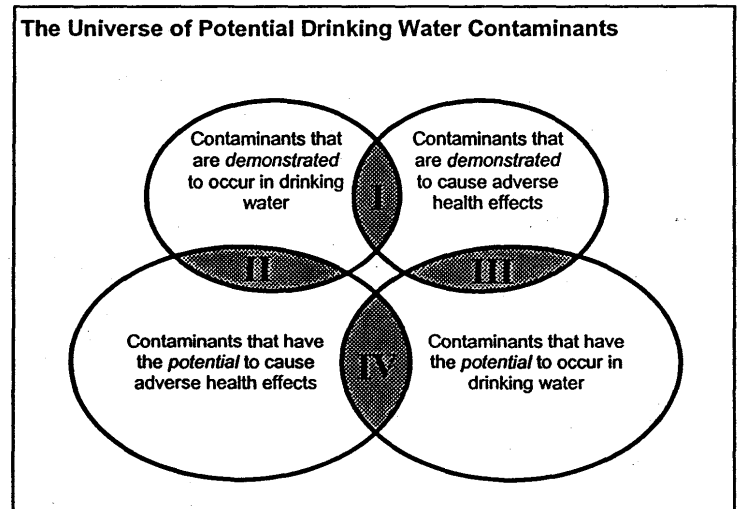 The Universe of Potential Drinking Water Contaminants
Contaminants that
are demonstrated
to occur in drinking
water
Contaminants that
are demonstrated
to cause adverse
health effects
I
II
III
Contaminants that have
the potential to cause
adverse health effects
IV
Contaminants that have
the potential to occur in
drinking water